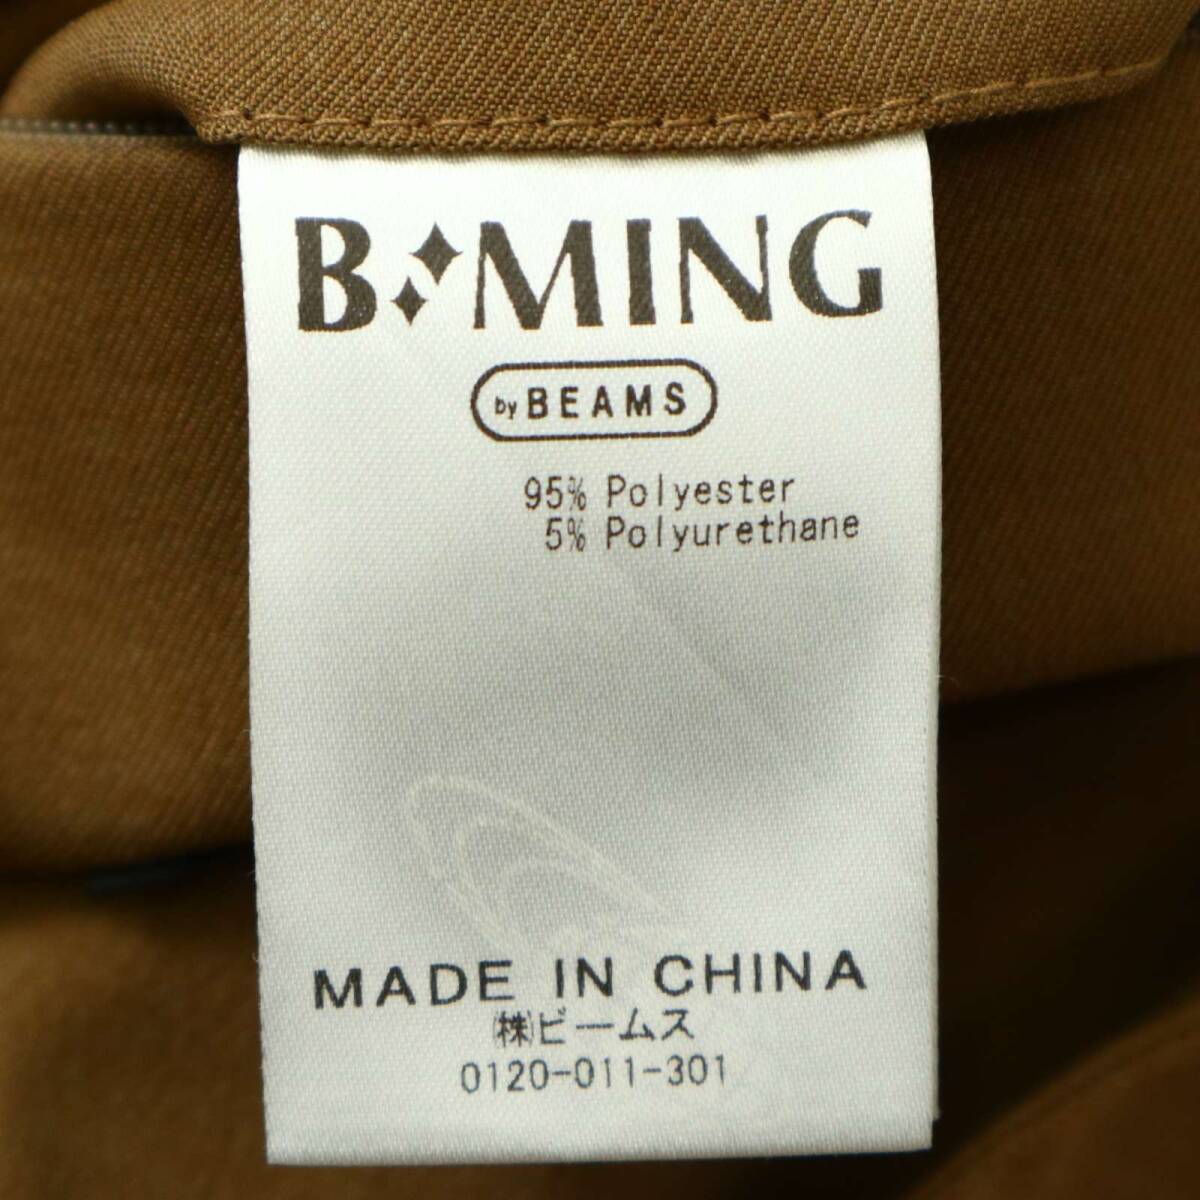 B MING
by BEAMS
95% Polyester
5% Polyurethane
MADE IN CHINA
㈱ビームス
0120-011-301